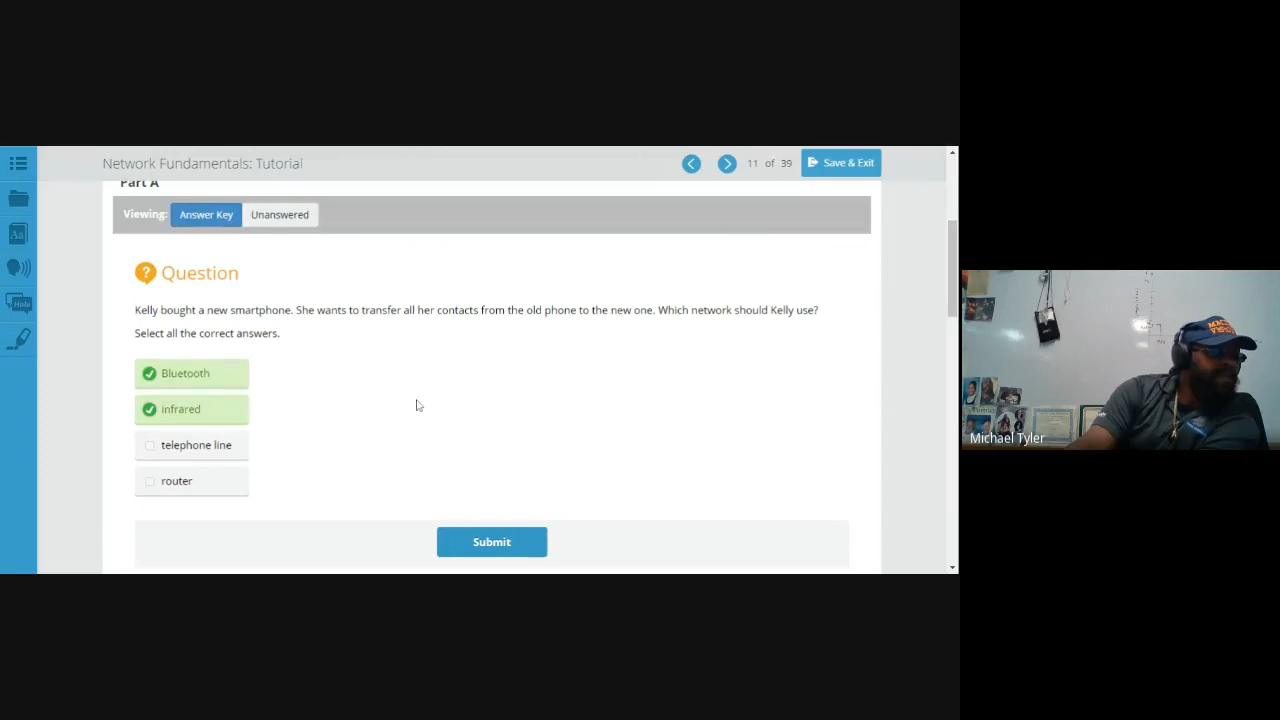 Network Fundamentals: Tutorial
11 of 39
Save & Exit
Part A
Viewing: Answer Key Unanswered
? Question
Kelly bought a new smartphone. She wants to transfer all her contacts from the old phone to the new one. Which network should Kelly use?
Select all the correct answers.
Bluetooth
infrared
telephone line
router
Submit
Aa
Hola
Michael Tyler